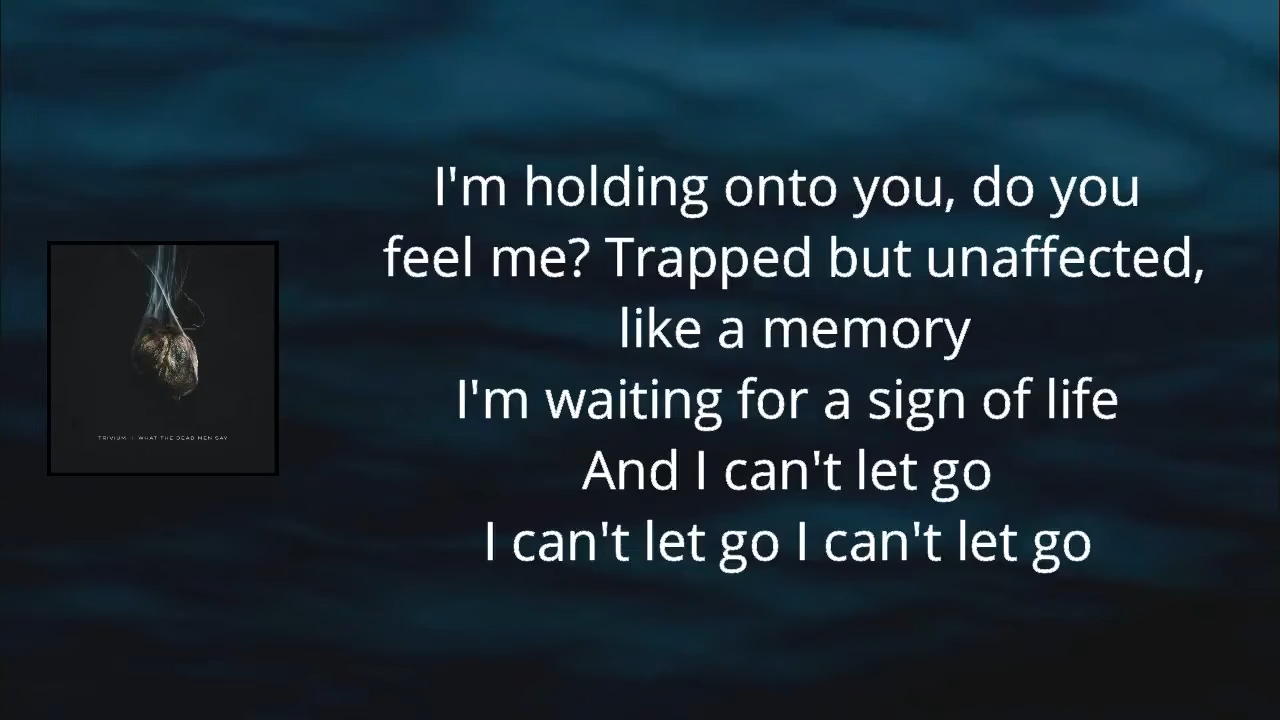 I'm holding onto you, do you
feel me? Trapped but unaffected,
like a memory
I'm waiting for a sign of life
And I can't let go
I can't let go I can't let go
TRIVIUM // WHAT THE DEAD MEN SAY